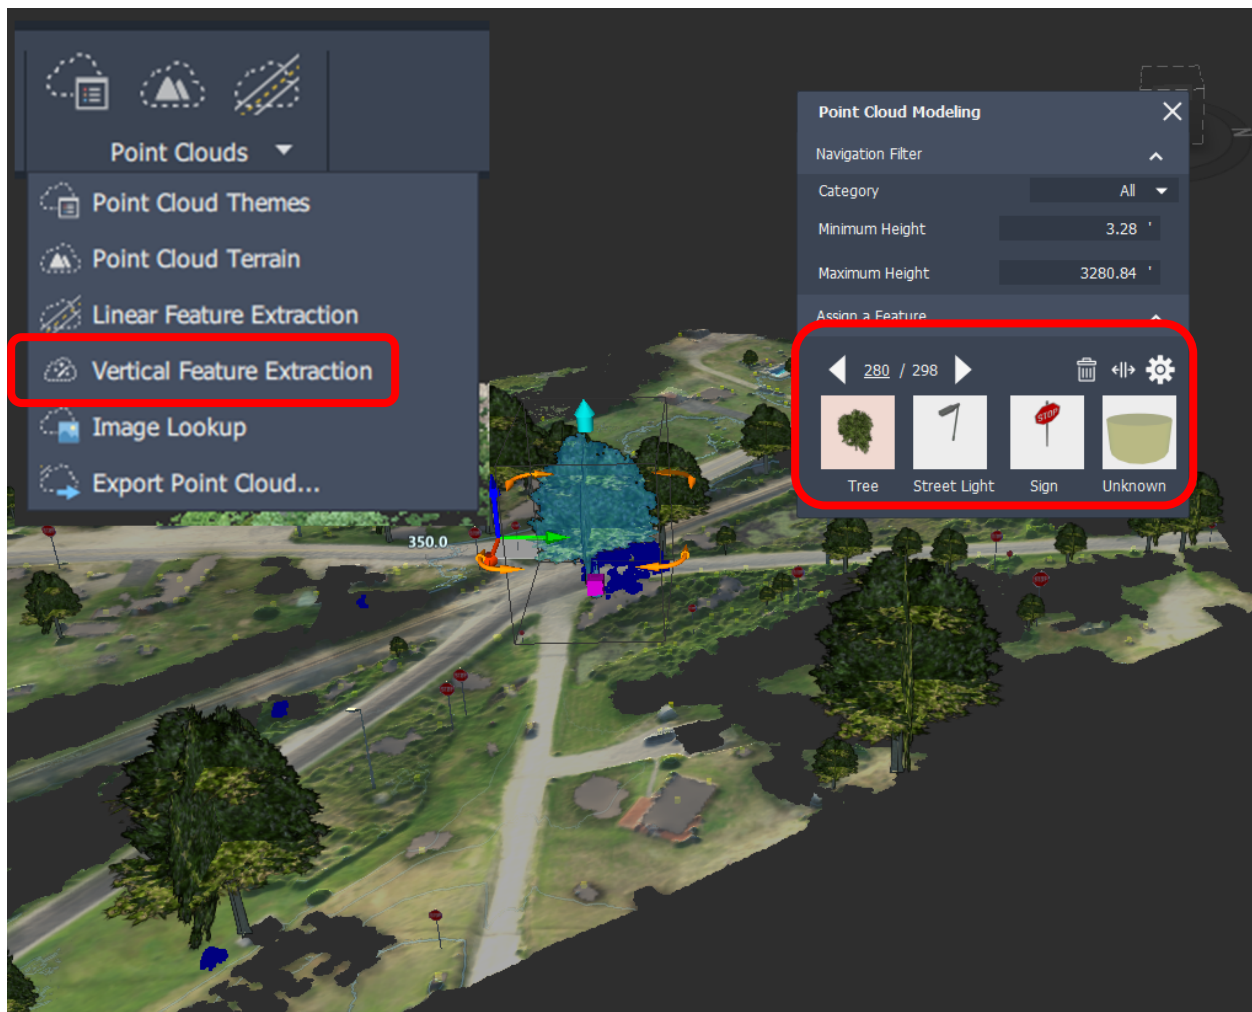 Point Clouds
Point Cloud Themes
Point Cloud Terrain
Linear Feature Extraction
Vertical Feature Extraction
Image Lookup
Export Point Cloud...
350.0
Point Cloud Modeling
Navigation Filter
Category All
Minimum Height 3.28 '
Maximum Height 3280.84 '
Assign a Feature
280 / 298
STOP
Tree Street Light Sign Unknown
N